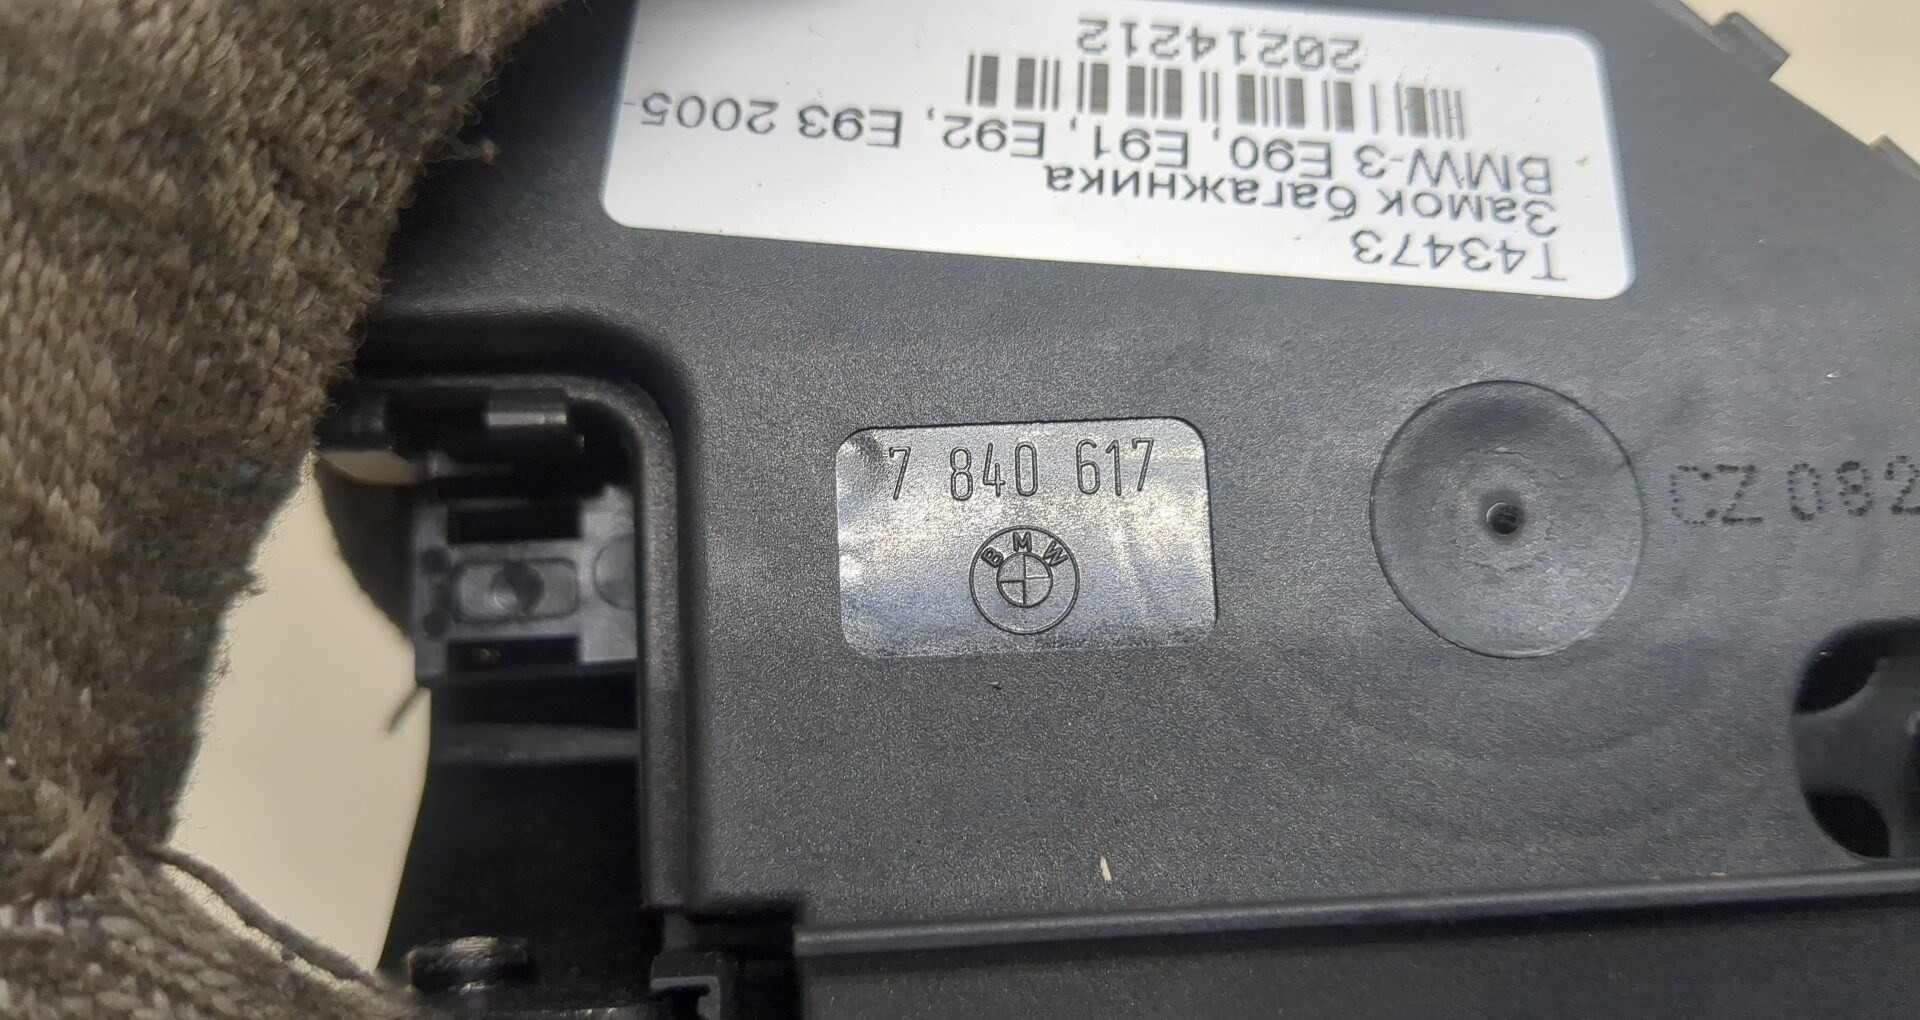 T43473
Замок багажника
BMW-3 E90, E91, E92, E93 2005-
20214212
7 840 617
BMW
CZ 082